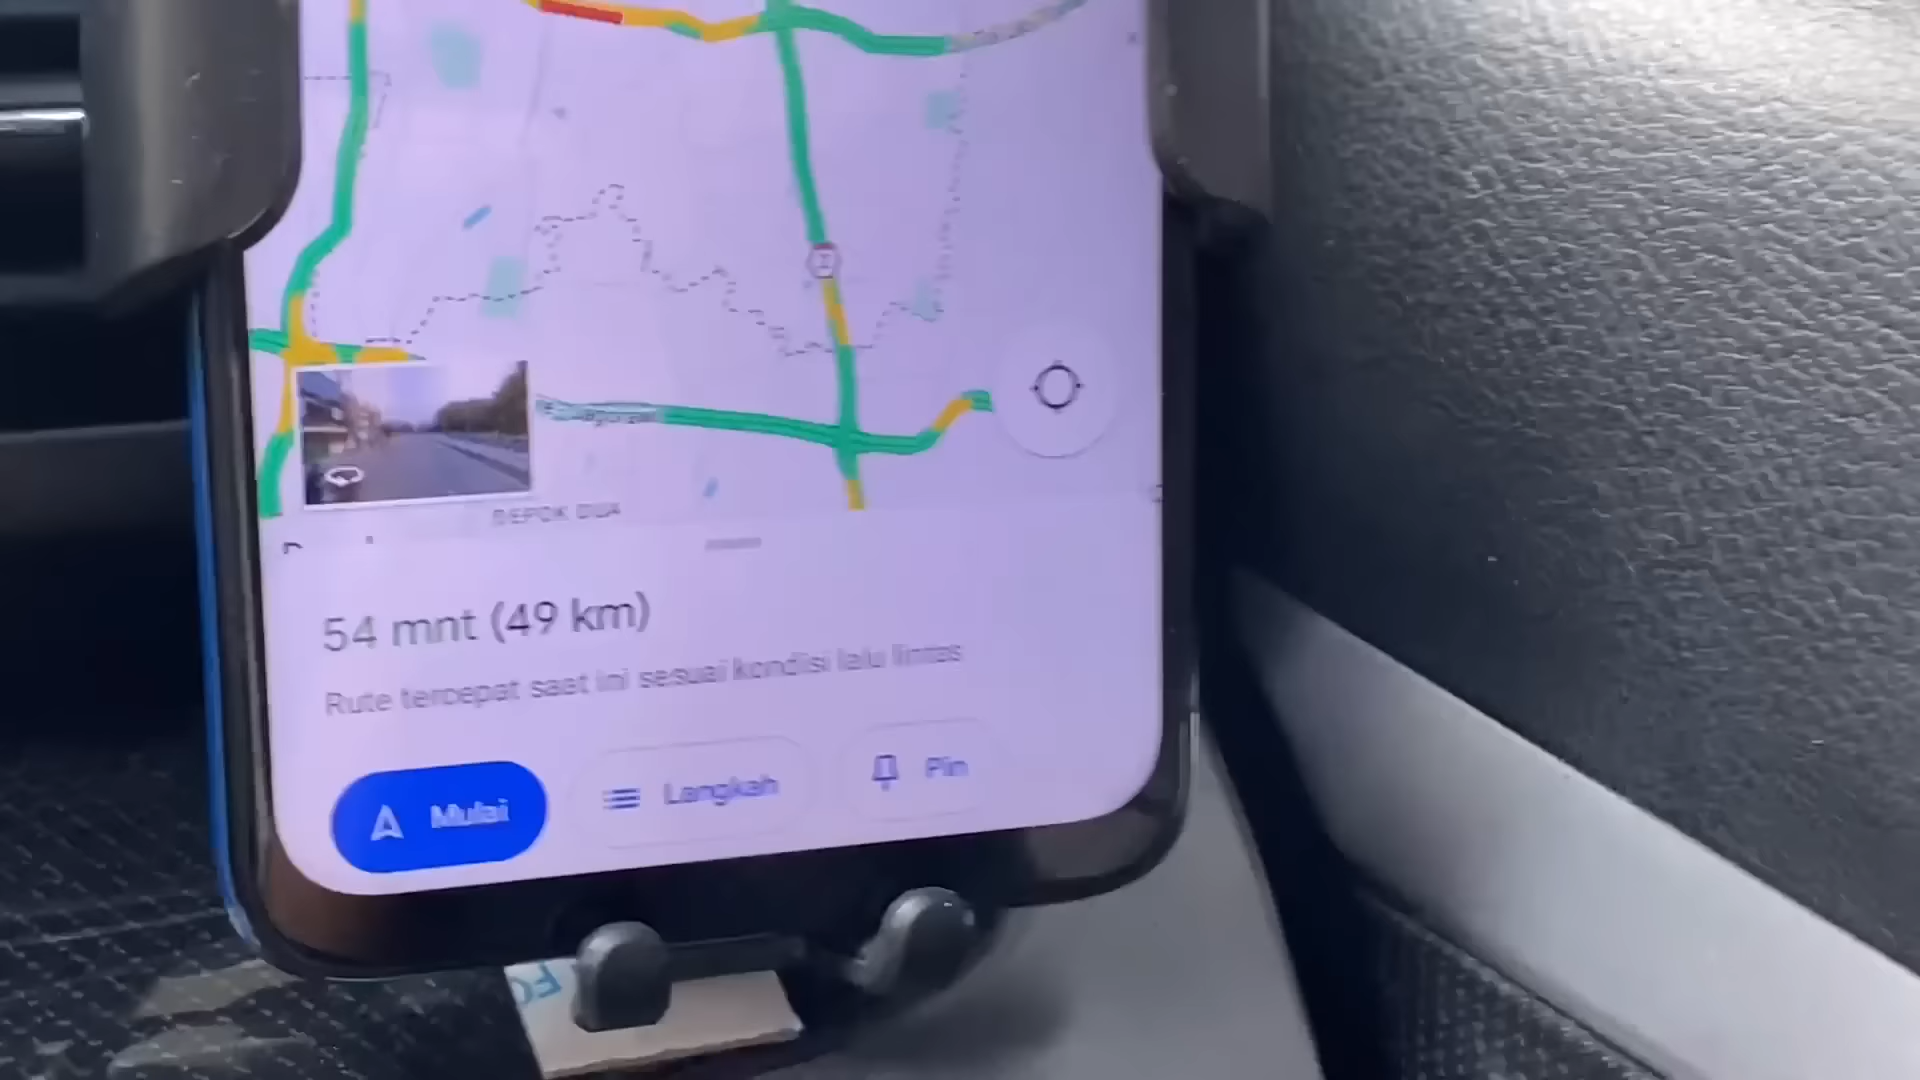 DEPOK DUA
54 mnt (49 km)
Rute tercepat saat ini sesuai kondisi lalu lintas
Mulai
Langkah
Pin